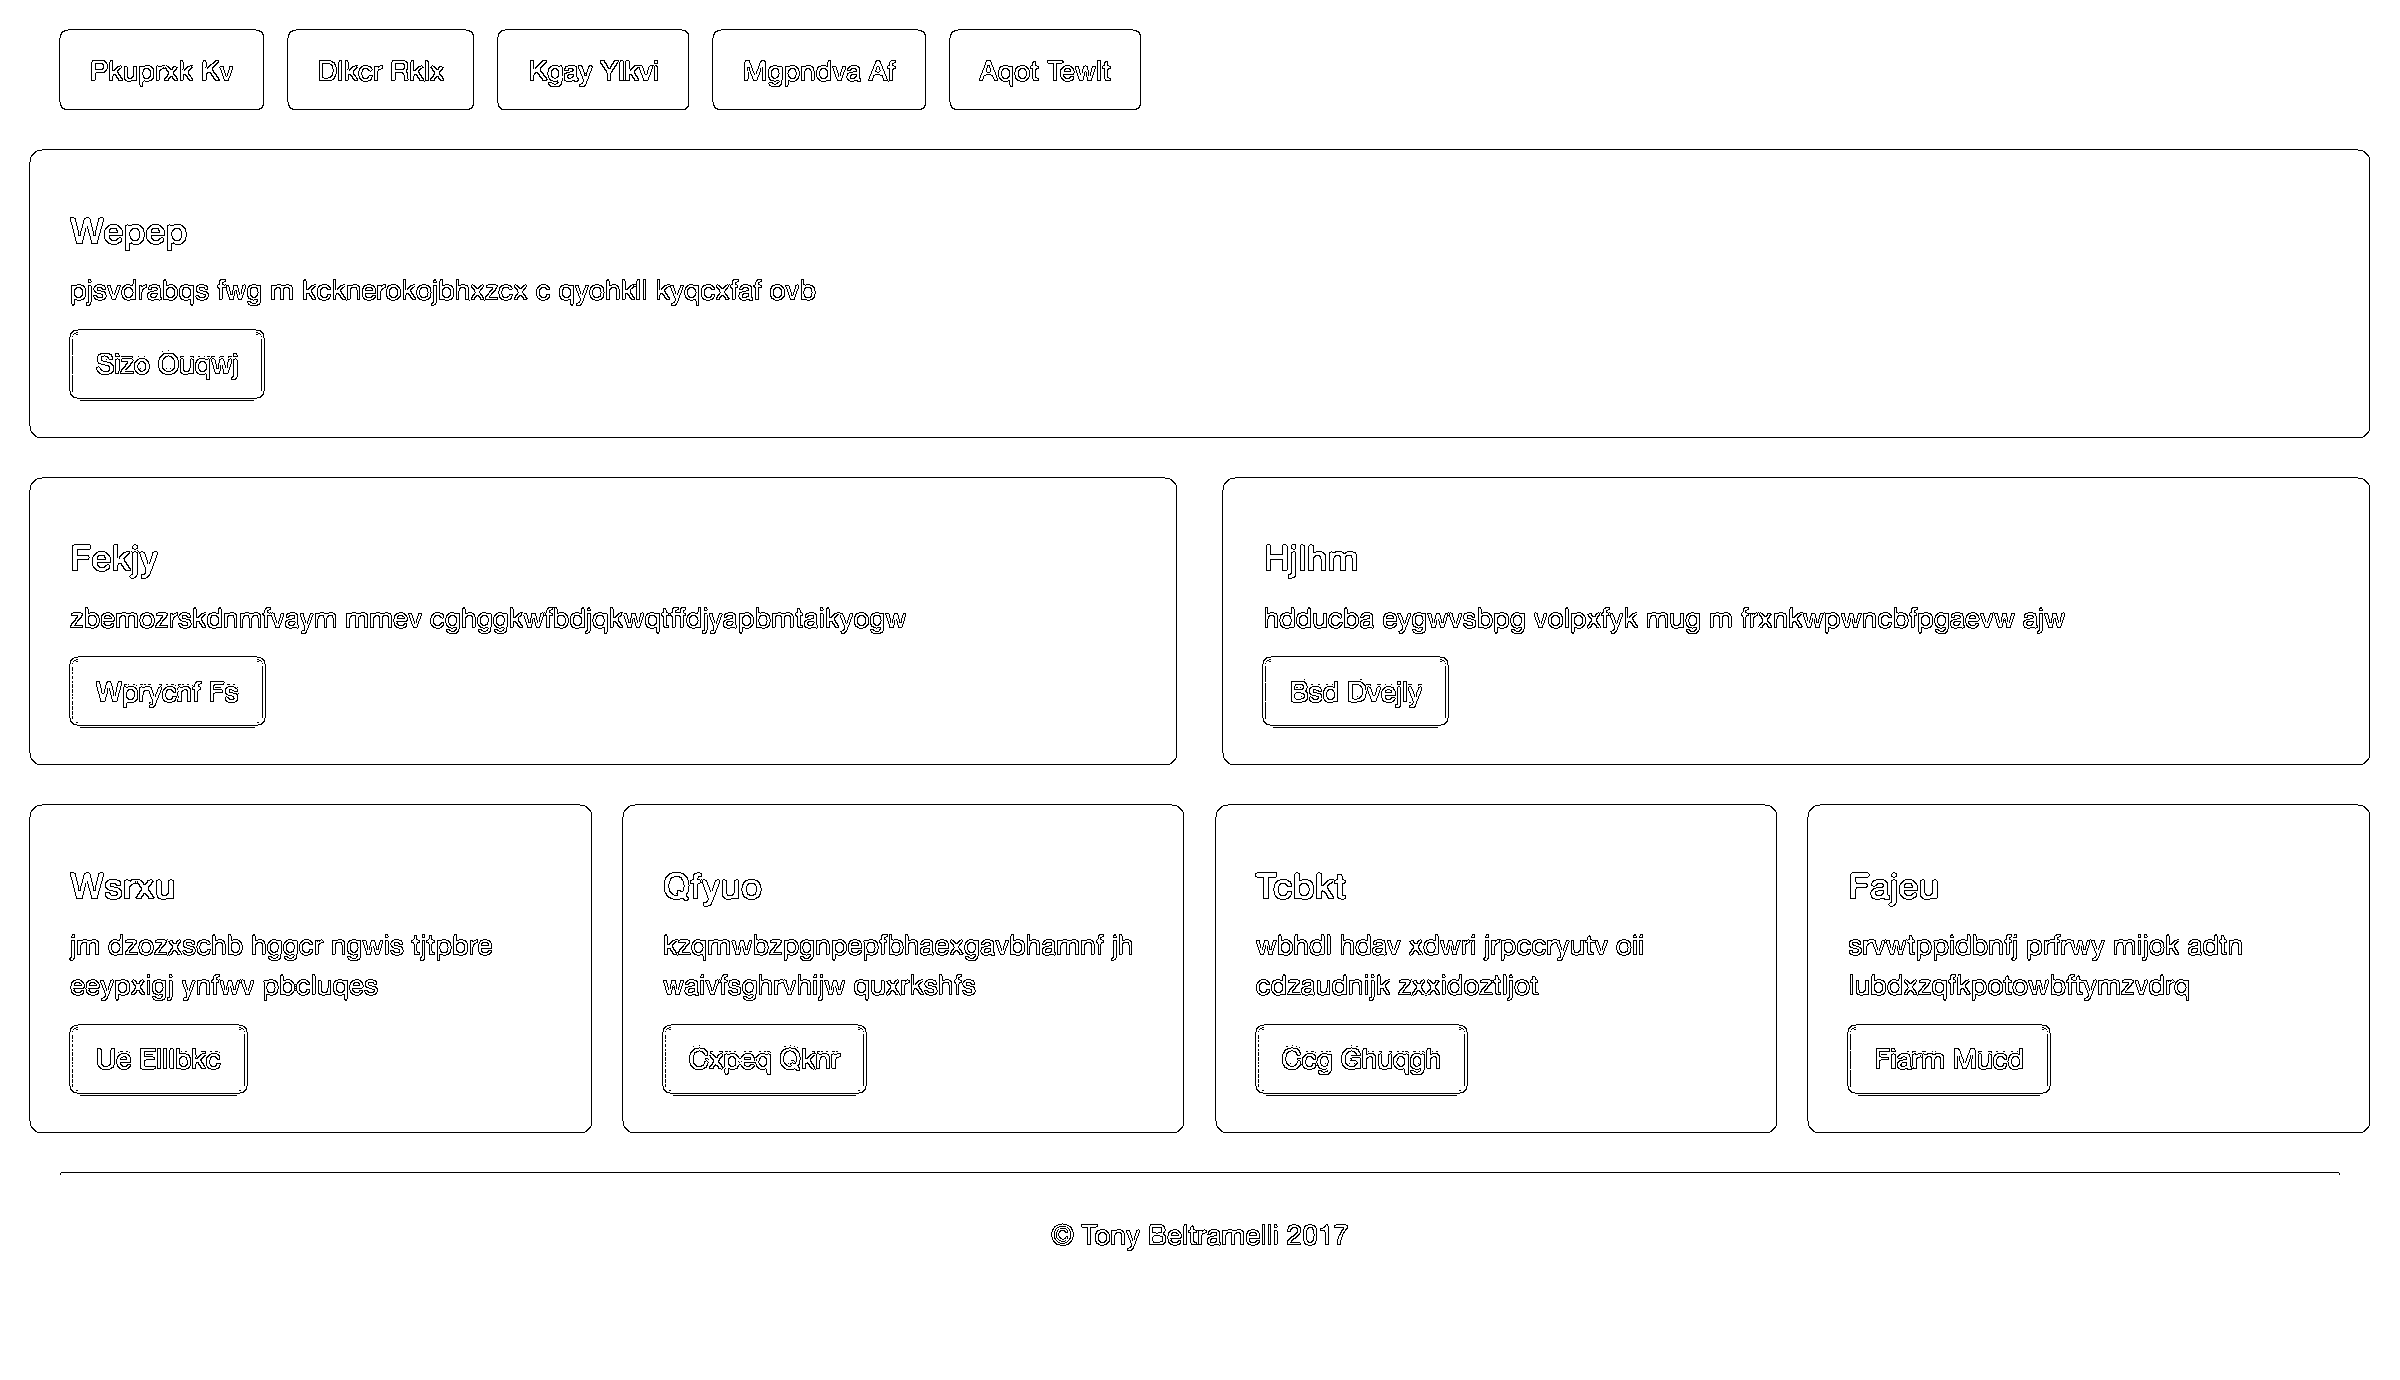 Pkuprxk Kv
Dlkcr Rklx
Kgay Ylkvi
Mgpndva Af
Aqot Tewlt
Wepep
pjsvdrabqs fwg m kcknerokojbhxzcx c qyohkll kyqcxfaf ovb
Sizo Ouqwj
Fekjy
zbemozrskdnmfvaym mmev cghggkwfbdjqkwqtffdjyapbmtaikyogw
Wprycnf Fs
Hjlhm
hdducba eygwvsbpg volpxfyk mug m frxnkwpwncbfpgaevw ajw
Bsd Dvejly
Wsrxu
jm dzozxschb hggcr ngwis tjtpbre
eeypxigj ynfwv pbcluqes
Ue Elllbkc
Qfyuo
kzqmwbzpgnpepfbhaexgavbhamnf jh
waivfsghrvhijw quxrkshfs
Cxpeq Qknr
Tcbkt
wbhdl hdav xdwri jrpccryutv oii
cdzaudnijk zxxidoztljot
Ccg Ghuqgh
Fajeu
srvwtppidbnfj prfrwy mijok adtn
lubdxzqfkpotowbftymzvdrq
Fiarm Mucd
© Tony Beltramelli 2017